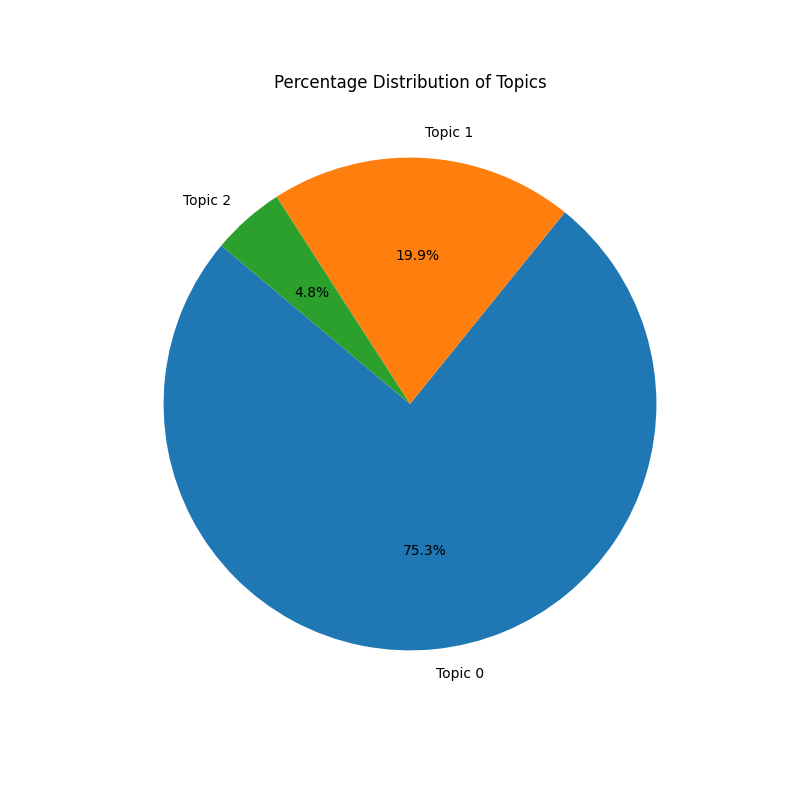 Percentage Distribution of Topics
Topic 1
Topic 2
19.9%
4.8%
75.3%
Topic 0